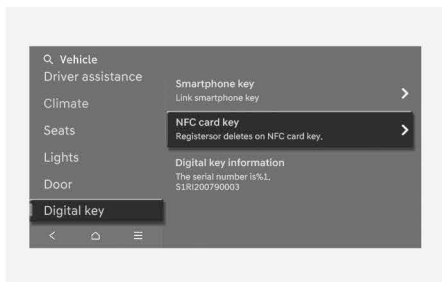 Vehicle
Driver assistance
Climate
Seats
Lights
Door
Digital key
Smartphone key
Link smartphone key
NFC card key
Registersor deletes on NFC card key,
Digital key information
The serial number is%1,
S1RI200790003